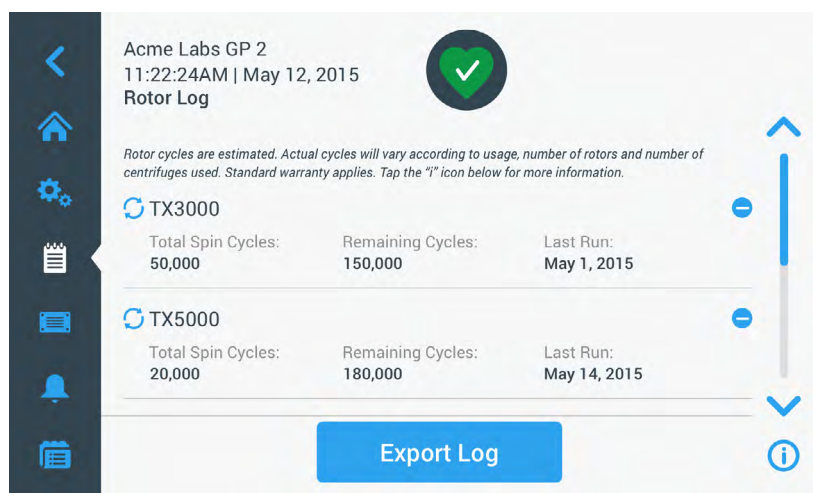 Acme Labs GP 2
11:22:24AM | May 12, 2015
Rotor Log
Rotor cycles are estimated. Actual cycles will vary according to usage, number of rotors and number of
centrifuges used. Standard warranty applies. Tap the “i” icon below for more information.
TX3000
Total Spin Cycles: Remaining Cycles: Last Run:
50,000 150,000 May 1, 2015
TX5000
Total Spin Cycles: Remaining Cycles: Last Run:
20,000 180,000 May 14, 2015
Export Log
i